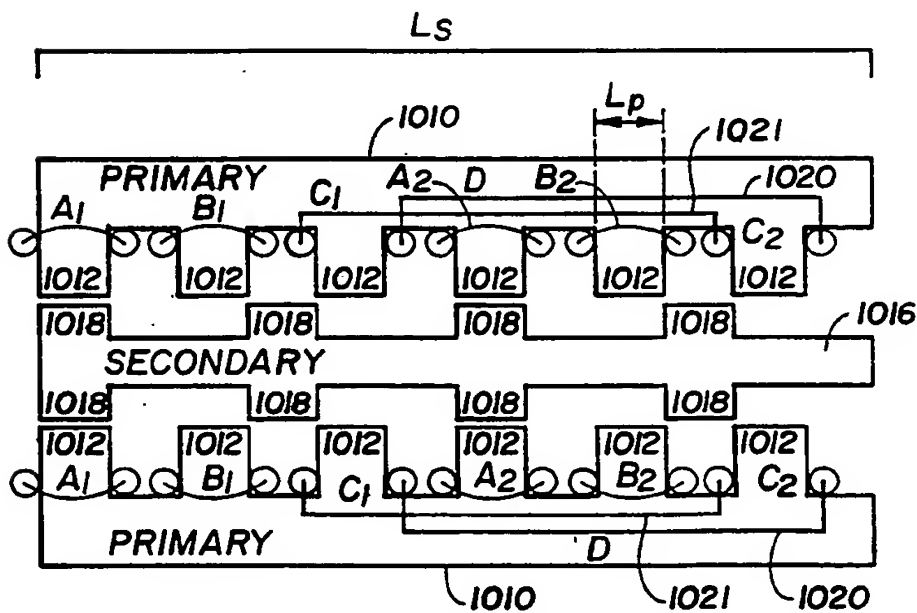 LS
Lp
1010
1021
PRIMARY
A1 B1 C1 A2 D B2 1020
C2
1012 1012 1012 1012 1012 1012
1018 1018 1018 1018
1016
SECONDARY
1018 1018 1018 1018
1012 1012 1012 1012 1012 1012
A1 B1 C1 A2 B2 C2
PRIMARY D
1010 1021 1020